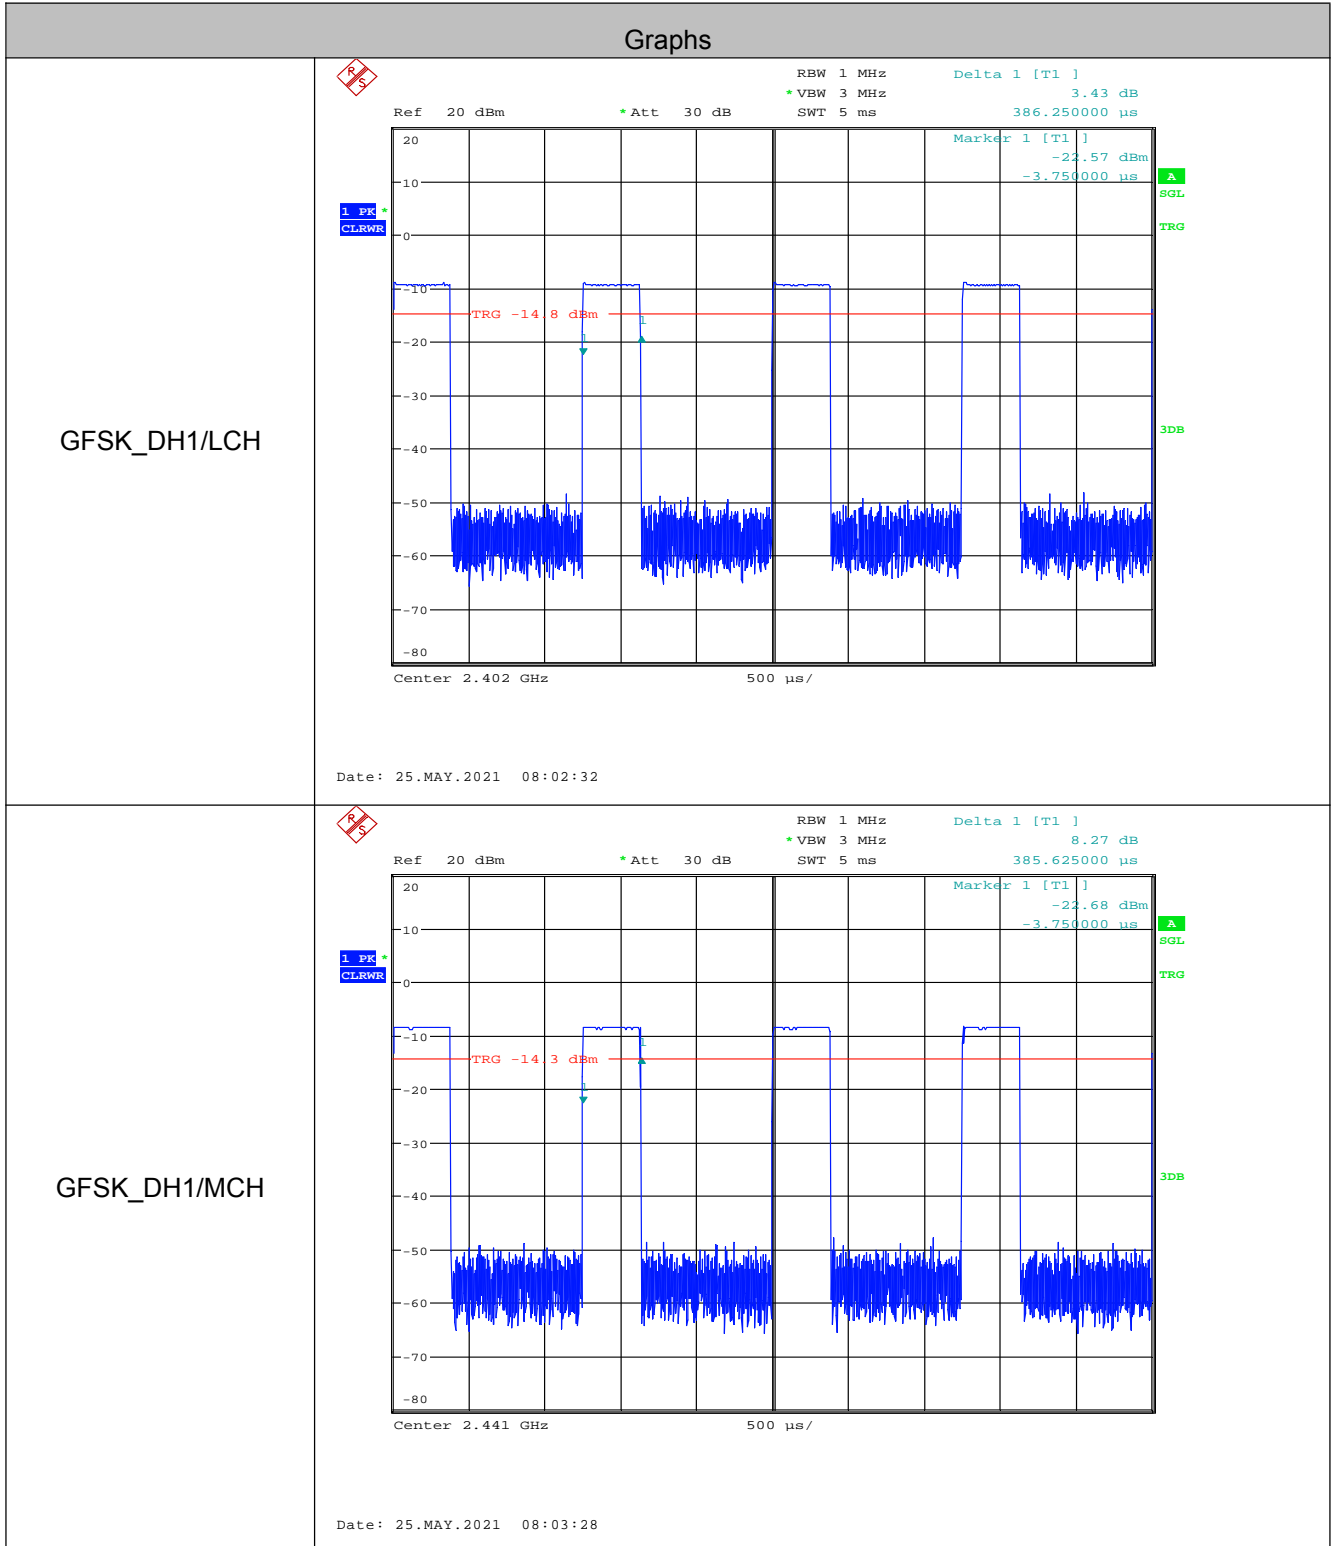 Graphs
GFSK_DH1/LCH
R S
RBW 1 MHz Delta 1 [T1 ]
*VBW 3 MHz 3.43 dB
Ref 20 dBm *Att 30 dB SWT 5 ms 386.250000 µs
20 Marker 1 [T1 ]
-22.57 dBm
10 -3.750000 µs A
SGL
1 PK *
CLRWR TRG
0
-10
TRG -14.8 dBm 1
1
-20
-30
3DB
-40
-50
-60
-70
-80
Center 2.402 GHz 500 µs/
Date: 25.MAY.2021 08:02:32
GFSK_DH1/MCH
R S
RBW 1 MHz Delta 1 [T1 ]
*VBW 3 MHz 8.27 dB
Ref 20 dBm *Att 30 dB SWT 5 ms 385.625000 µs
20 Marker 1 [T1 ]
-22.68 dBm
10 -3.750000 µs A
SGL
1 PK *
CLRWR TRG
0
-10
1
TRG -14.3 dBm
1
-20
-30
3DB
-40
-50
-60
-70
-80
Center 2.441 GHz 500 µs/
Date: 25.MAY.2021 08:03:28